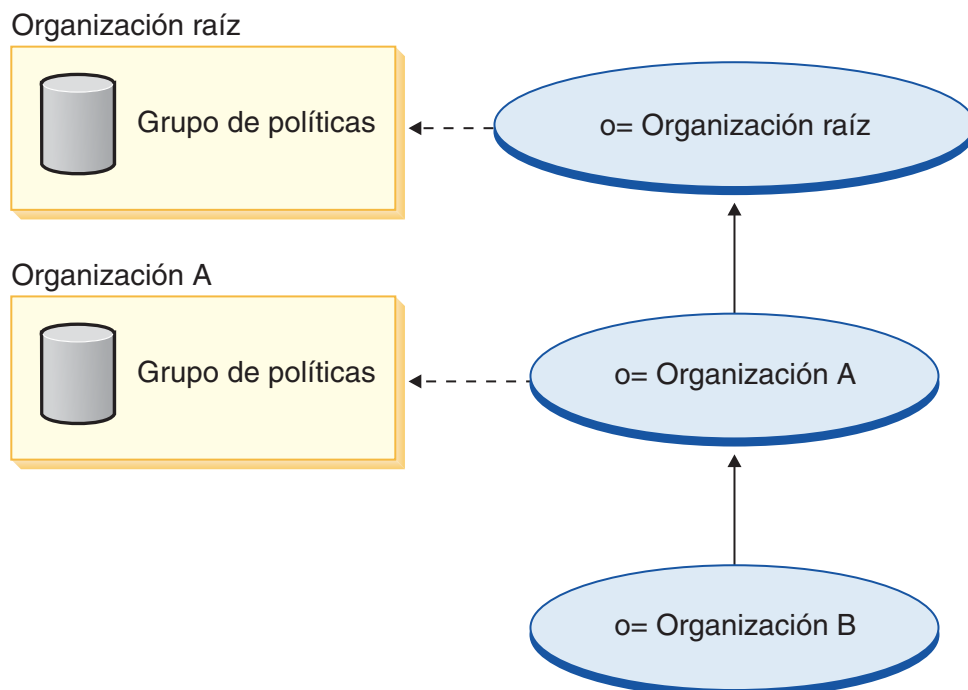 Organización raíz
Grupo de políticas
o= Organización raíz
Organización A
Grupo de políticas
o= Organización A
o= Organización B